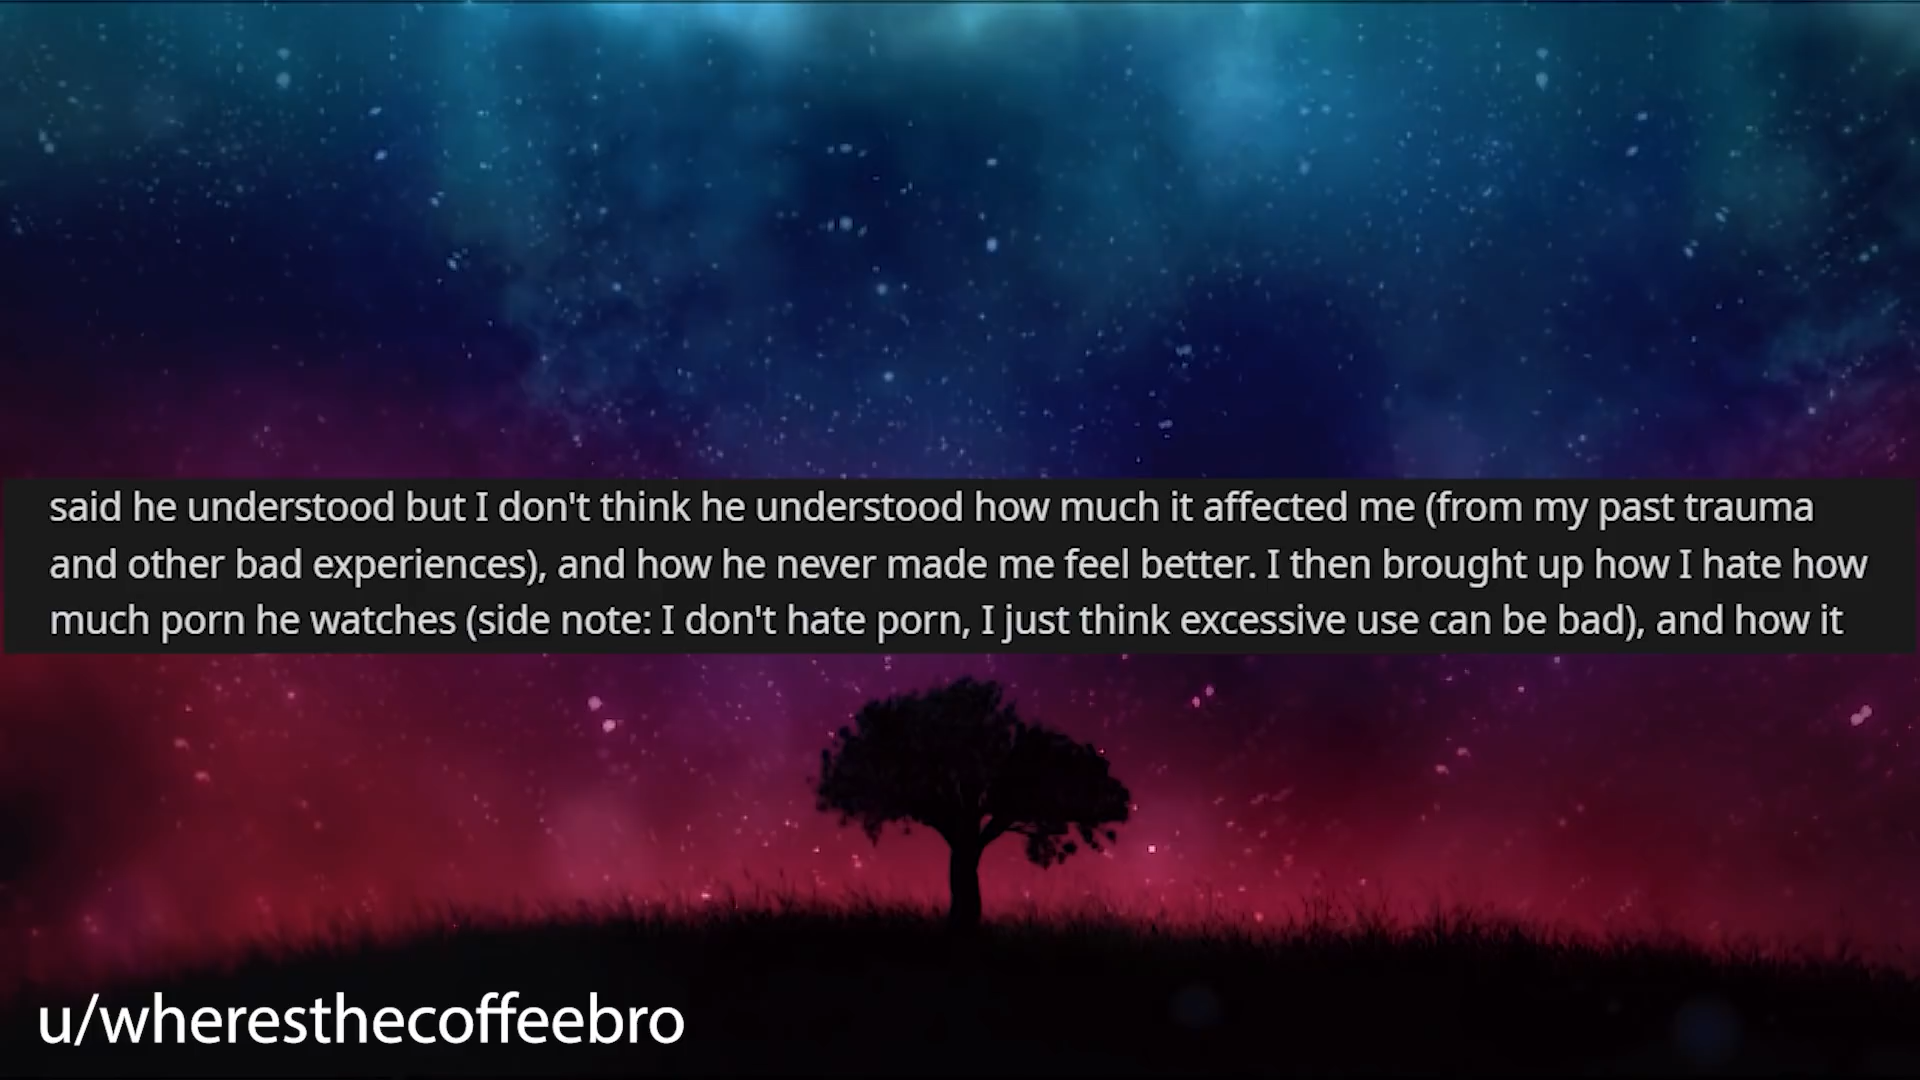 said he understood but I don't think he understood how much it affected me (from my past trauma
and other bad experiences), and how he never made me feel better. I then brought up how I hate how
much porn he watches (side note: I don't hate porn, I just think excessive use can be bad), and how it
u/wheresthecoffeebro